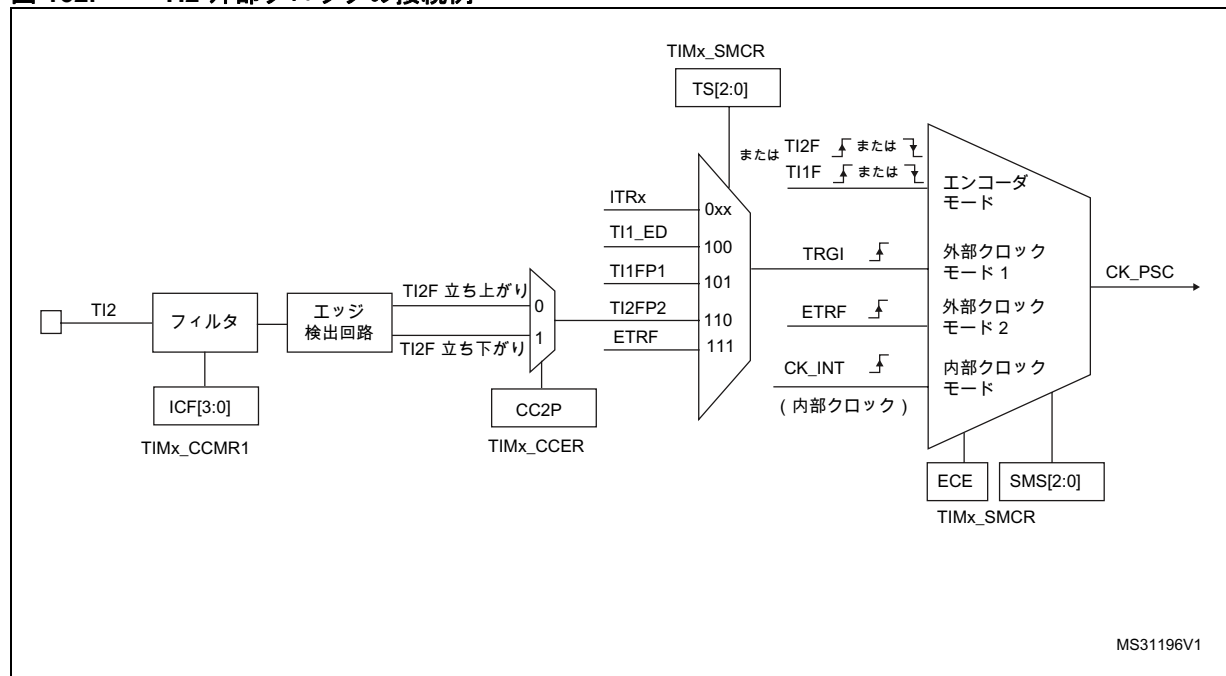 TIMx_SMCR
TS[2:0]
または TI2F または
TI1F または
エンコーダ
モード
ITRx
0xx
TI1_ED
100
TI1FP1
101
TI2FP2
110
ETRF
111
TRGI
外部クロック
モード 1
CK_PSC
ETRF
外部クロック
モード 2
CK_INT
内部クロック
モード
( 内部クロック )
TI2
フィルタ
エッジ
検出回路
TI2F 立ち上がり
0
TI2F 立ち下がり
1
ICF[3:0]
TIMx_CCMR1
CC2P
TIMx_CCER
ECE
SMS[2:0]
TIMx_SMCR
MS31196V1